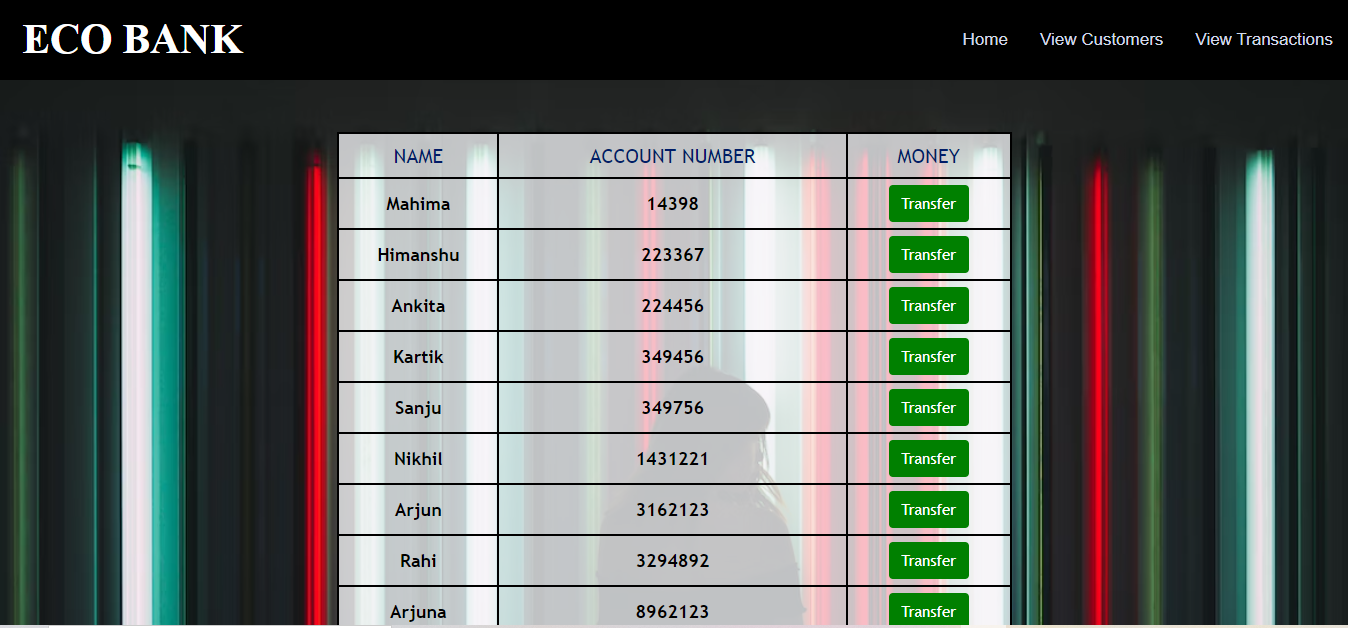 ECO BANK Home View Customers View Transactions
NAME ACCOUNT NUMBER MONEY
Mahima 14398 Transfer
Himanshu 223367 Transfer
Ankita 224456 Transfer
Kartik 349456 Transfer
Sanju 349756 Transfer
Nikhil 1431221 Transfer
Arjun 3162123 Transfer
Rahi 3294892 Transfer
Arjuna 8962123 Transfer